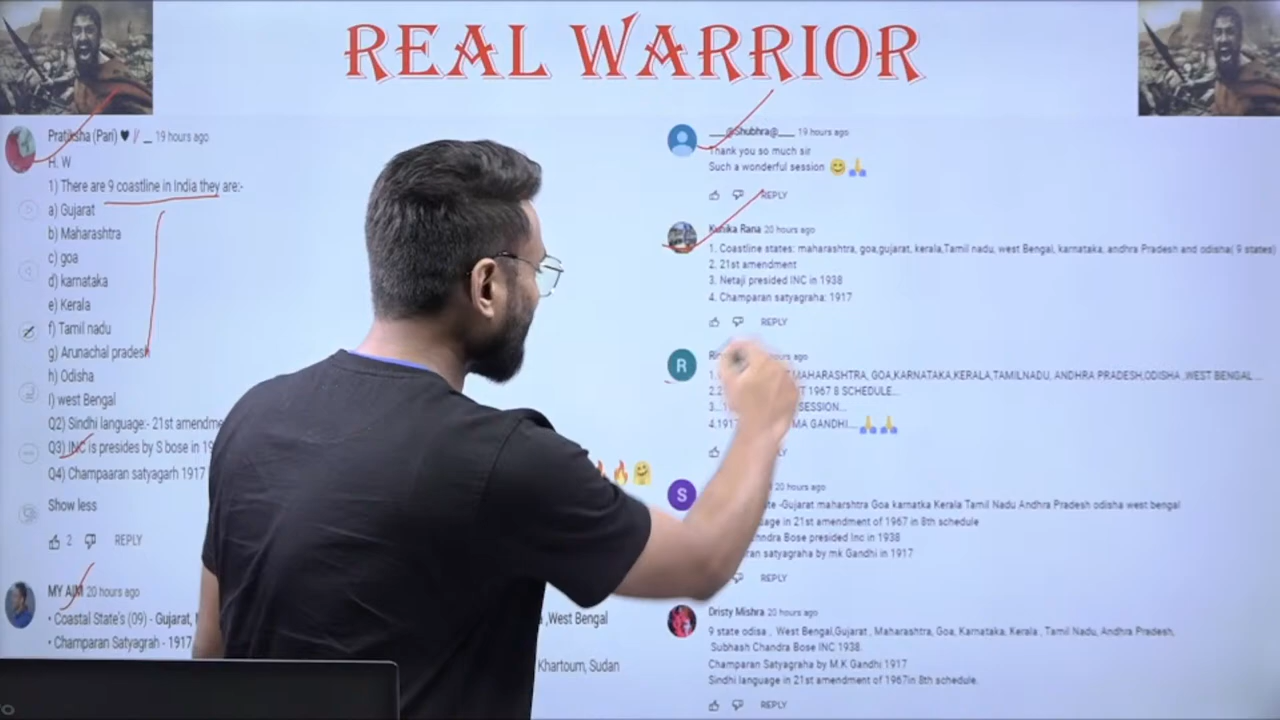 REAL WARRIOR
Pratiksha (Pari) ♥ 19 hours ago
H. W
1) There are 9 coastline in India they are:-
a) Gujarat
b) Maharashtra
c) goa
d) karnataka
e) Kerala
f) Tamil nadu
g) Arunachal pradesh
h) Odisha
I) west Bengal
Q2) Sindhi language:- 21st amendme
Q3) INC is presides by S bose in 19
Q4) Champaaran satyagarh 1917
Show less
2 REPLY
MY AIM 20 hours ago
• Coastal State's (09) - Gujarat,
,West Bengal
• Champaran Satyagrah - 1917
Khartoum, Sudan
___@Shubhra@___ 19 hours ago
Thank you so much sir
Such a wonderful session 😊🙏
REPLY
Kunika Rana 20 hours ago
1. Coastline states: maharashtra, goa,gujarat, kerala,Tamil nadu, west Bengal, karnataka, andhra Pradesh and odisha( 9 states)
2. 21st amendment
3. Netaji presided INC in 1938
4. Champaran satyagraha: 1917
REPLY
R
ago
1.
MAHARASHTRA, GOA,KARNATAKA,KERALA,TAMILNADU, ANDHRA PRADESH,ODISHA..WEST BENGAL....
1967 8 SCHEDULE...
SESSION...
4.1917
MA GANDHI....🙏🙏
S
20 hours ago
-Gujarat maharshtra Goa karnatka Kerala Tamil Nadu Andhra Pradesh odisha west bengal
in 21st amendment of 1967 in 8th schedule
Bose presided Inc in 1938
satyagraha by mk Gandhi in 1917
REPLY
Dristy Mishra 20 hours ago
9 state odisa , West Bengal,Gujarat , Maharashtra, Goa, Karnataka, Kerala , Tamil Nadu, Andhra Pradesh,
Subhash Chandra Bose INC 1938.
Champaran Satyagraha by M.K Gandhi 1917
Sindhi language in 21st amendment of 1967in 8th schedule.
REPLY